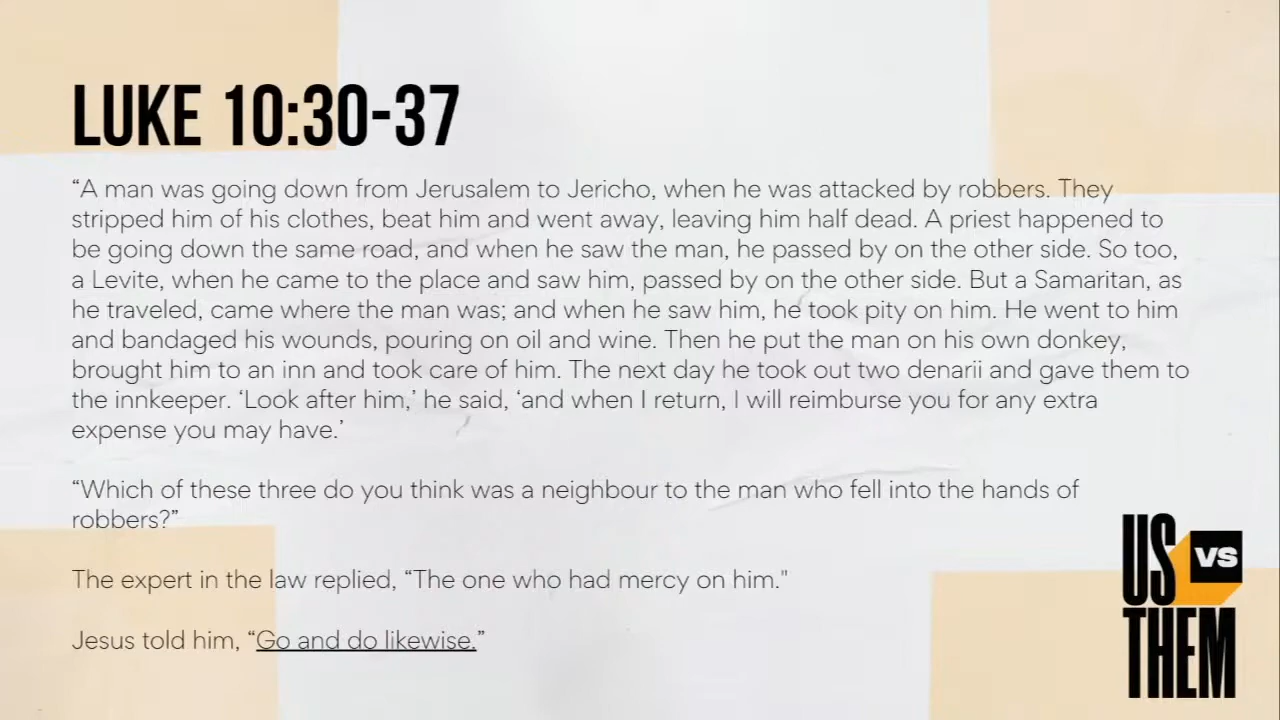 LUKE 10:30-37
“A man was going down from Jerusalem to Jericho, when he was attacked by robbers. They
stripped him of his clothes, beat him and went away, leaving him half dead. A priest happened to
be going down the same road, and when he saw the man, he passed by on the other side. So too,
a Levite, when he came to the place and saw him, passed by on the other side. But a Samaritan, as
he traveled, came where the man was; and when he saw him, he took pity on him. He went to him
and bandaged his wounds, pouring on oil and wine. Then he put the man on his own donkey,
brought him to an inn and took care of him. The next day he took out two denarii and gave them to
the innkeeper. ‘Look after him,’ he said, ‘and when I return, I will reimburse you for any extra
expense you may have.’
“Which of these three do you think was a neighbour to the man who fell into the hands of
robbers?”
The expert in the law replied, “The one who had mercy on him."
Jesus told him, “Go and do likewise.”
US VS
THEM